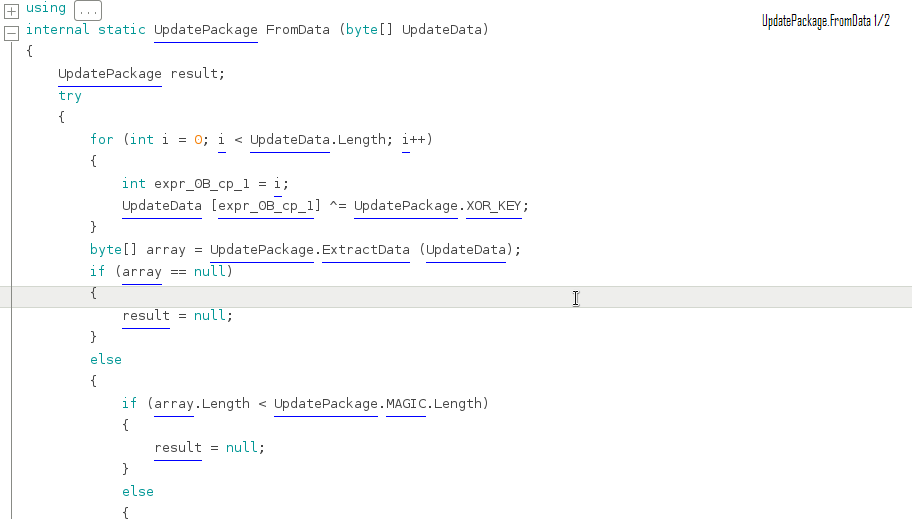 using ...
UpdatePackage.FromData 1/2
internal static UpdatePackage FromData (byte[] UpdateData)
{
UpdatePackage result;
try
{
for (int i = 0; i < UpdateData.Length; i++)
{
int expr_0B_cp_1 = i;
UpdateData [expr_0B_cp_1] ^= UpdatePackage.XOR_KEY;
}
byte[] array = UpdatePackage.ExtractData (UpdateData);
if (array == null)
{
result = null;
}
else
{
if (array.Length < UpdatePackage.MAGIC.Length)
{
result = null;
}
else
{